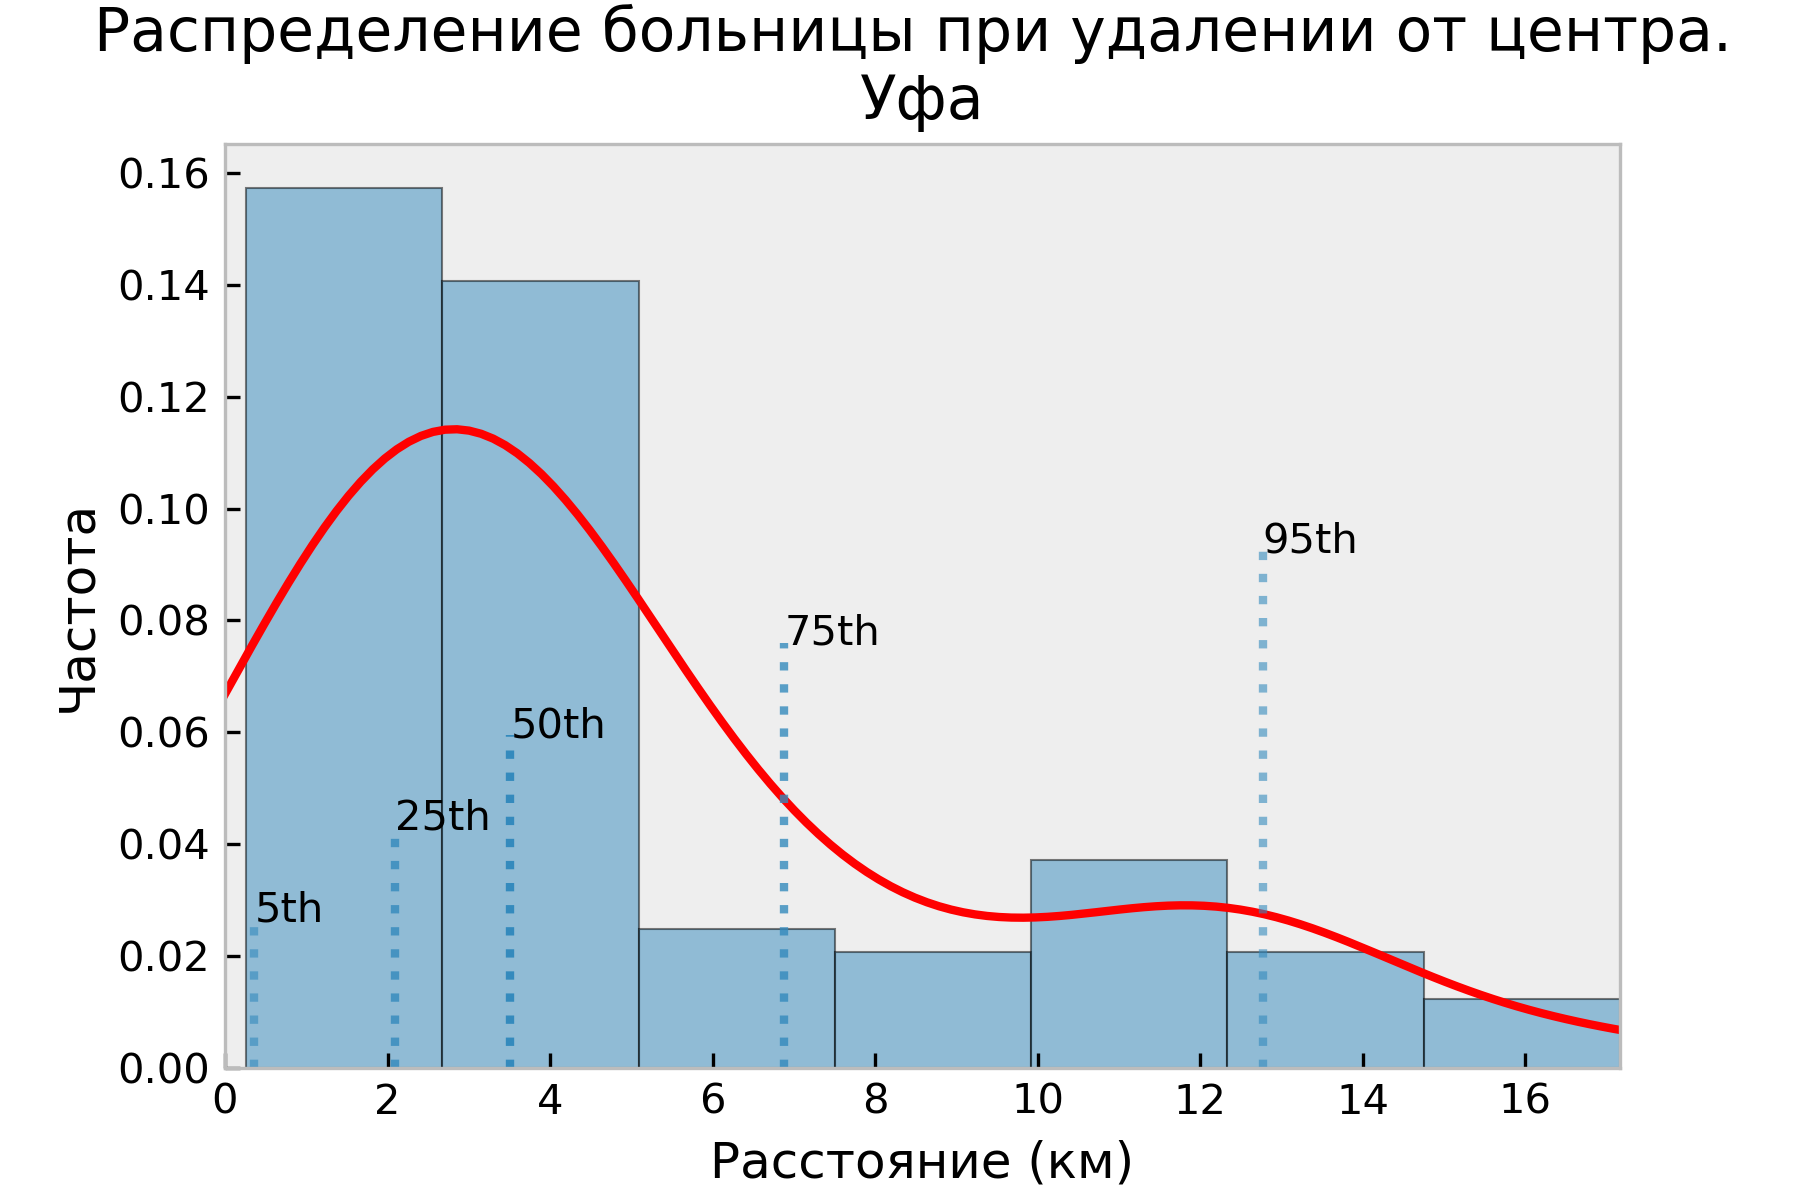 Распределение больницы при удалении от центра.
Уфа
0.16
0.14
0.12
0.10
0.08
0.06
0.04
0.02
0.00
Частота
95th
75th
50th
25th
5th
0 2 4 6 8 10 12 14 16
Расстояние (км)